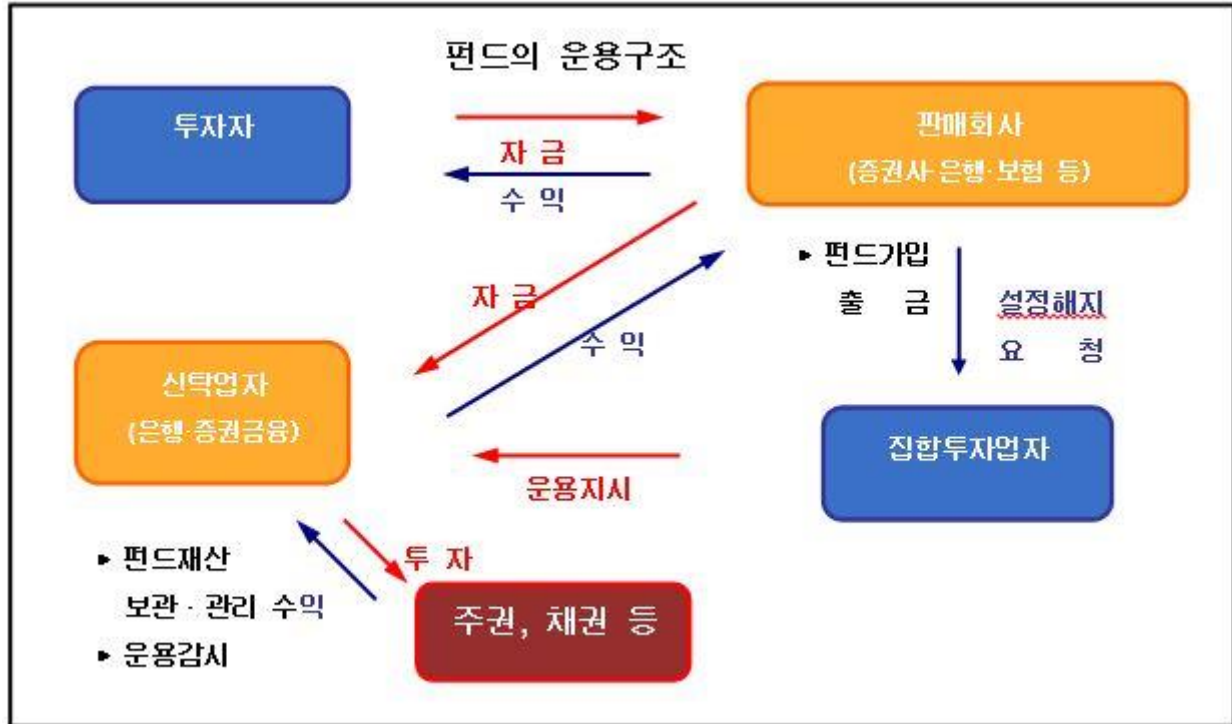 펀드의 운용구조
투자자
자 금
수 익
판매회사
(증권사·은행·보험 등)
▸ 펀드가입
출 금
설정해지
요 청
자 금
수 익
신탁업자
(은행·증권금융)
운용지시
집합투자업자
▸ 펀드재산
보관·관리 수익
▸ 운용감시
투 자
주권, 채권 등